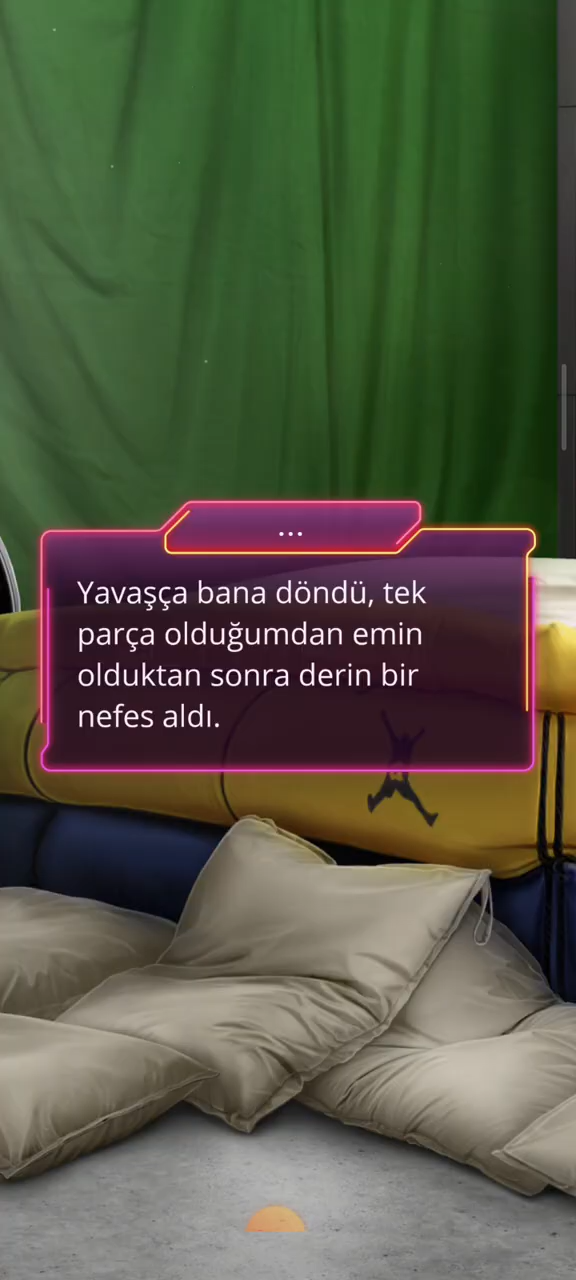 ...
Yavaşça bana döndü, tek
parça olduğumdan emin
olduktan sonra derin bir
nefes aldı.